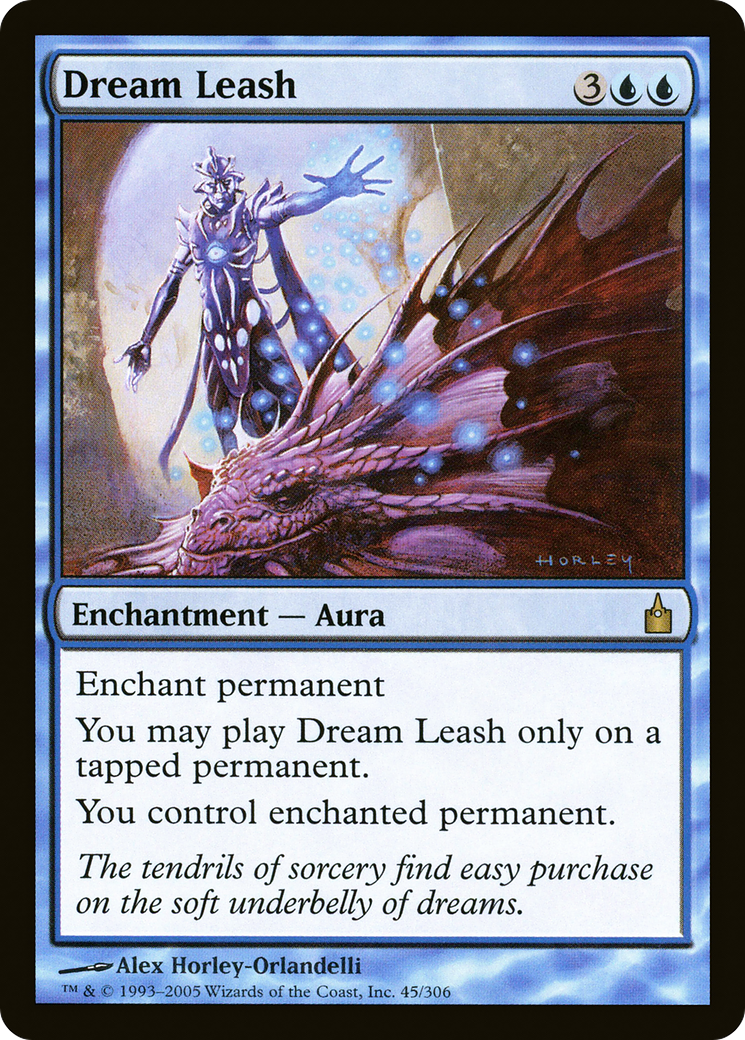 Dream Leash 3
HORLEY
Enchantment — Aura
Enchant permanent
You may play Dream Leash only on a
tapped permanent.
You control enchanted permanent.
The tendrils of sorcery find easy purchase
on the soft underbelly of dreams.
Alex Horley-Orlandelli
™ & © 1993–2005 Wizards of the Coast, Inc. 45/306